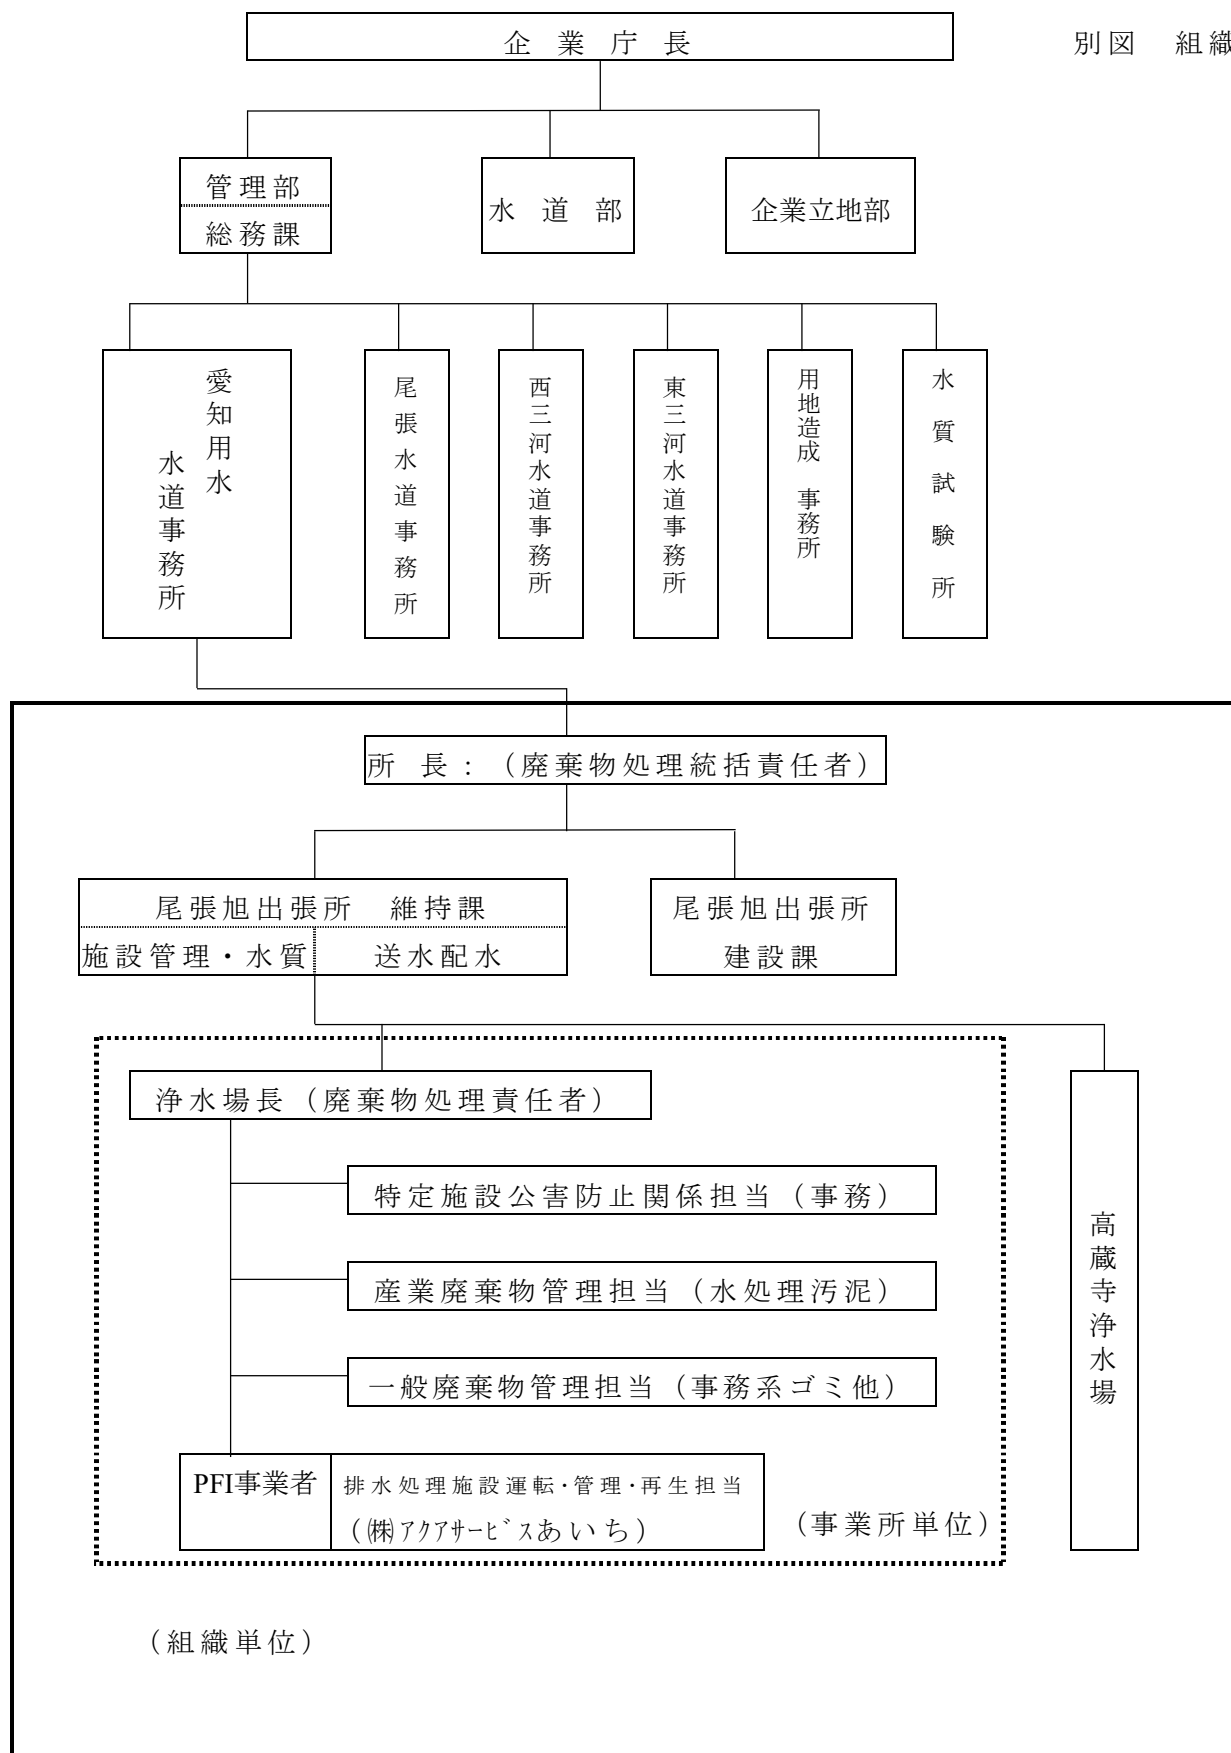 企業庁長
別図　組織
管理部
総務課
水道部
企業立地部
愛知用水
水道事務所
尾張水道事務所
西三河水道事務所
東三河水道事務所
用地造成　事務所
水質試験所
所長：（廃棄物処理統括責任者）
尾張旭出張所　維持課
施設管理・水質
送水配水
尾張旭出張所
建設課
浄水場長（廃棄物処理責任者）
特定施設公害防止関係担当（事務）
産業廃棄物管理担当（水処理汚泥）
一般廃棄物管理担当（事務系ゴミ他）
PFI事業者
排水処理施設運転・管理・再生担当
（㈱ｱｸｱｻｰﾋﾞｽあいち）
（事業所単位）
高蔵寺浄水場
（組織単位）